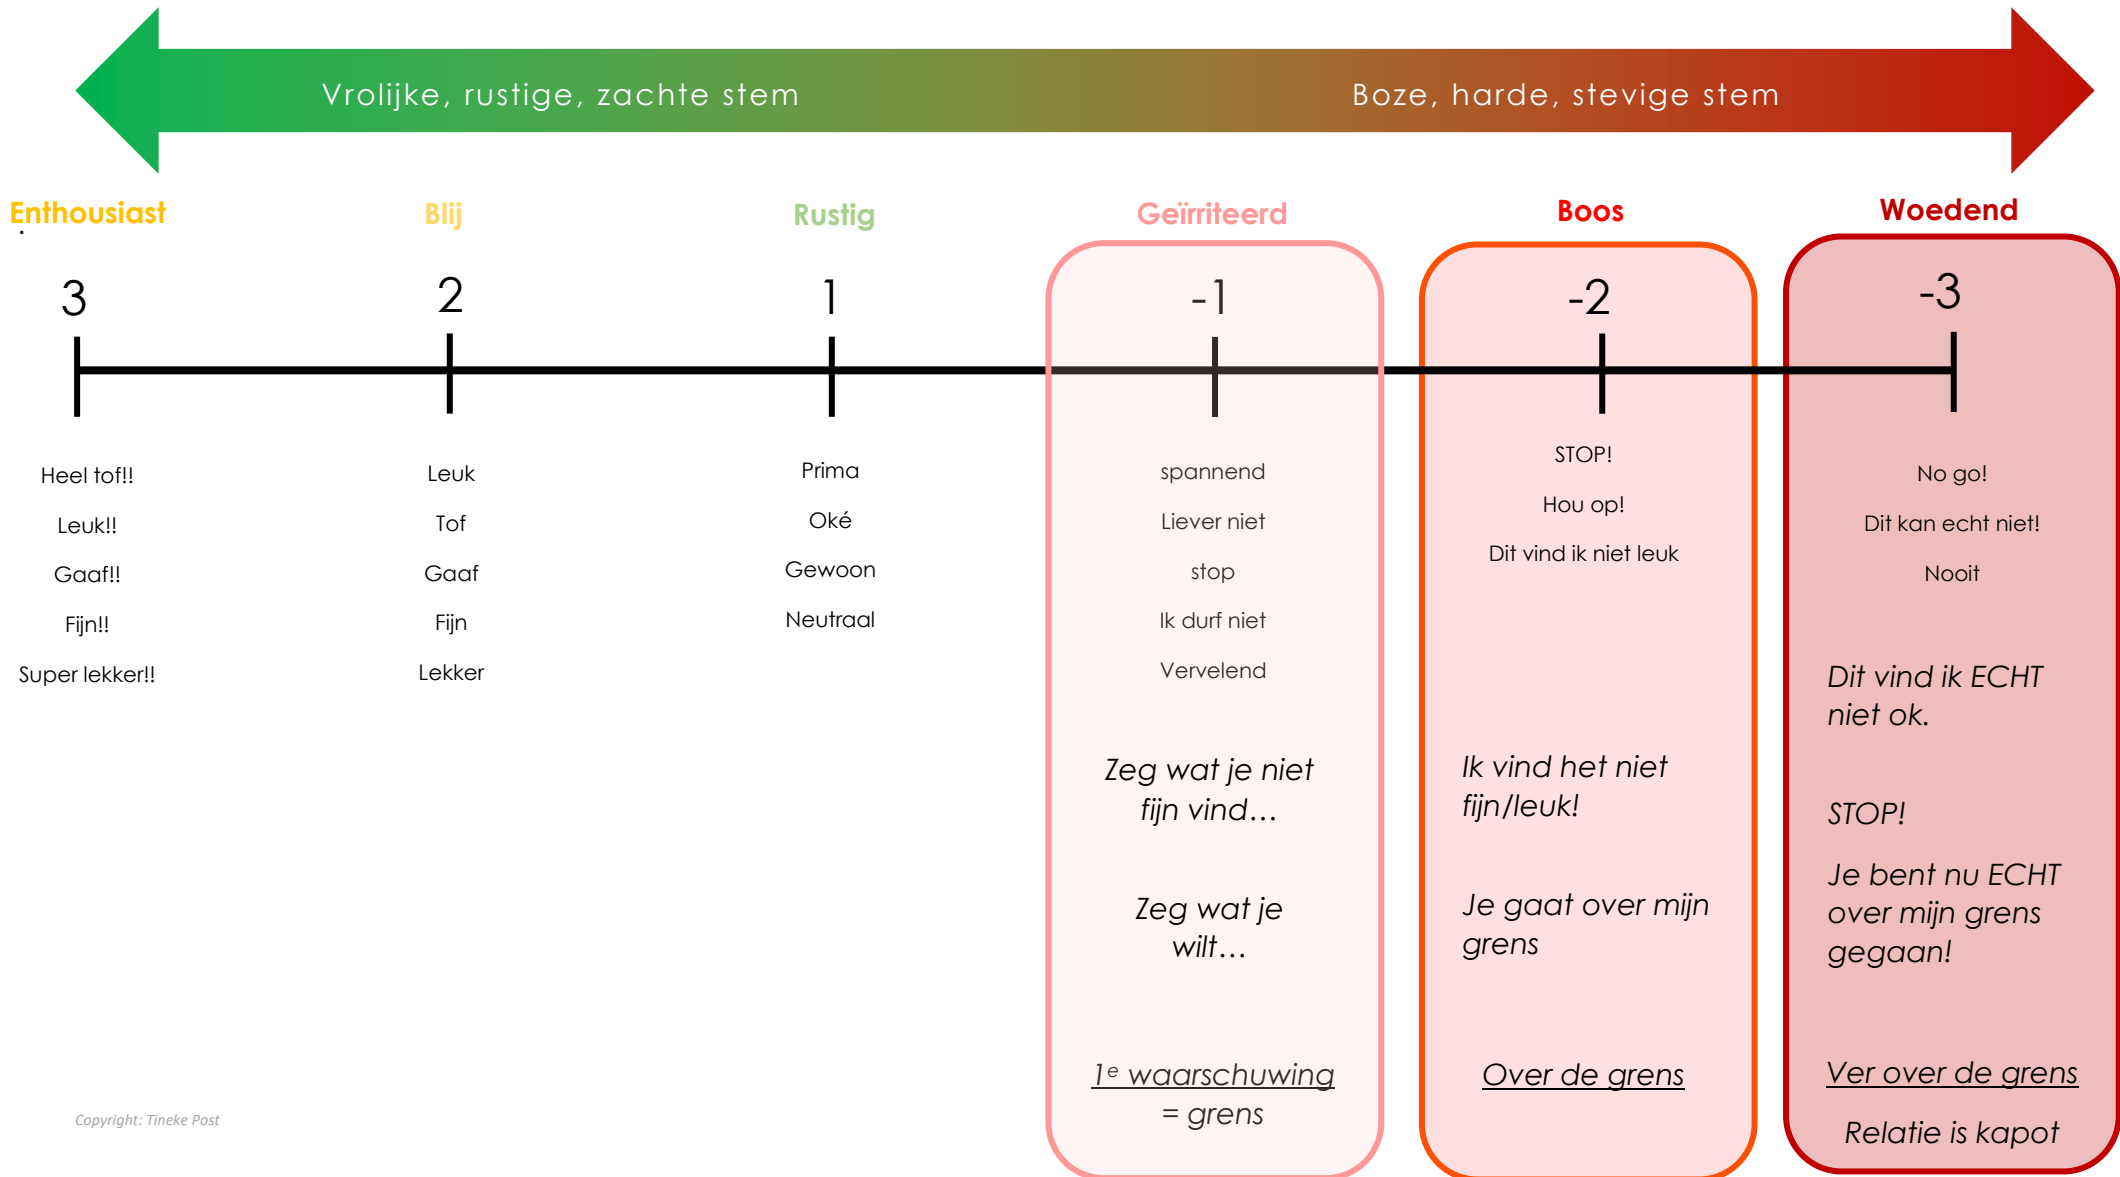 Vrolijke, rustige, zachte stem
Boze, harde, stevige stem
Enthousiast
.
Blij
Rustig
Geïrriteerd
Boos
Woedend
3
2
1
-1
-2
-3
Heel tof!!
Leuk!!
Gaaf!!
Fijn!!
Super lekker!!
Leuk
Tof
Gaaf
Fijn
Lekker
Prima
Oké
Gewoon
Neutraal
spannend
Liever niet
stop
Ik durf niet
Vervelend
Zeg wat je niet
fijn vind...
Zeg wat je
wilt...
1e waarschuwing
= grens
STOP!
Hou op!
Dit vind ik niet leuk
Ik vind het niet
fijn/leuk!
Je gaat over mijn
grens
Over de grens
No go!
Dit kan echt niet!
Nooit
Dit vind ik ECHT
niet ok.
STOP!
Je bent nu ECHT
over mijn grens
gegaan!
Ver over de grens
Relatie is kapot
Copyright: Tineke Post